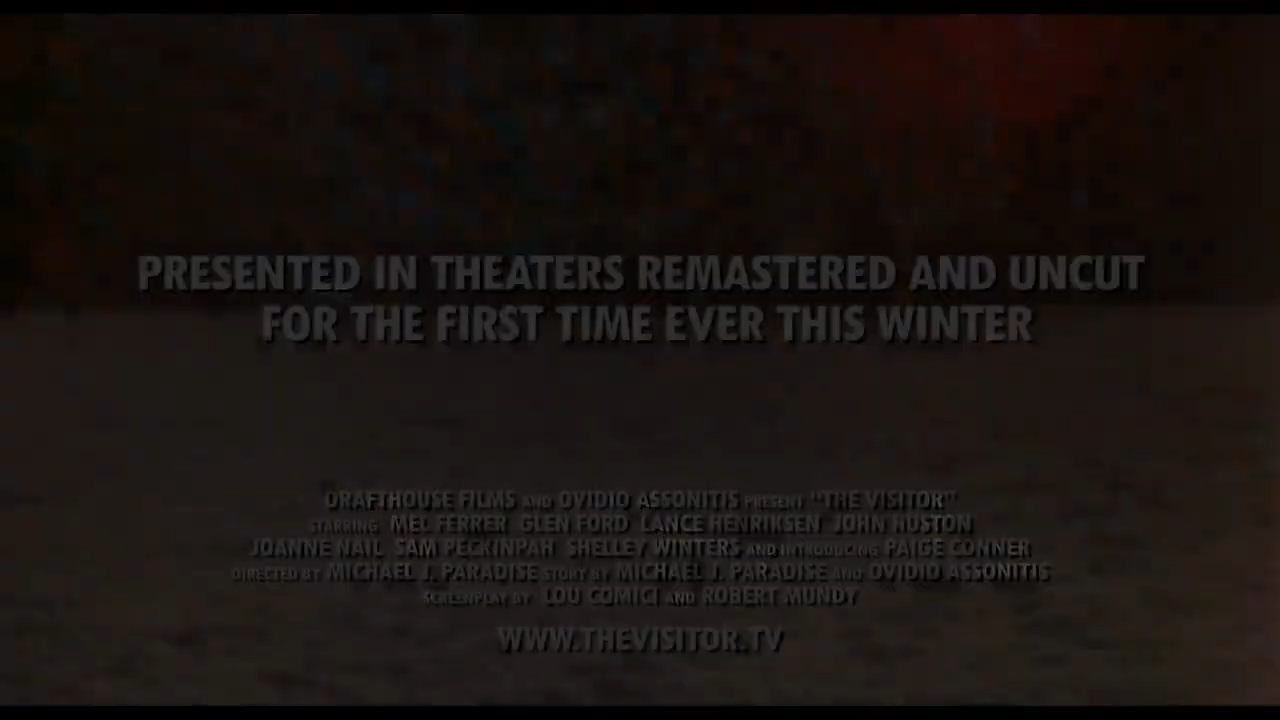 PRESENTED IN THEATERS REMASTERED AND UNCUT
FOR THE FIRST TIME EVER THIS WINTER
DRAFTHOUSE FILMS AND OVIDIO ASSONITIS PRESENT "THE VISITOR"
STARRING MEL FERRER GLEN FORD LANCE HENRIKSEN JOHN HUSTON
JOANNE NAIL SAM PECKINPAH SHELLEY WINTERS AND INTRODUCING PAIGE CONNER
DIRECTED BY MICHAEL J. PARADISE STORY BY MICHAEL J. PARADISE AND OVIDIO ASSONITIS
SCREENPLAY BY LOU COMICI AND ROBERT MUNDY
WWW.THEVISITOR.TV